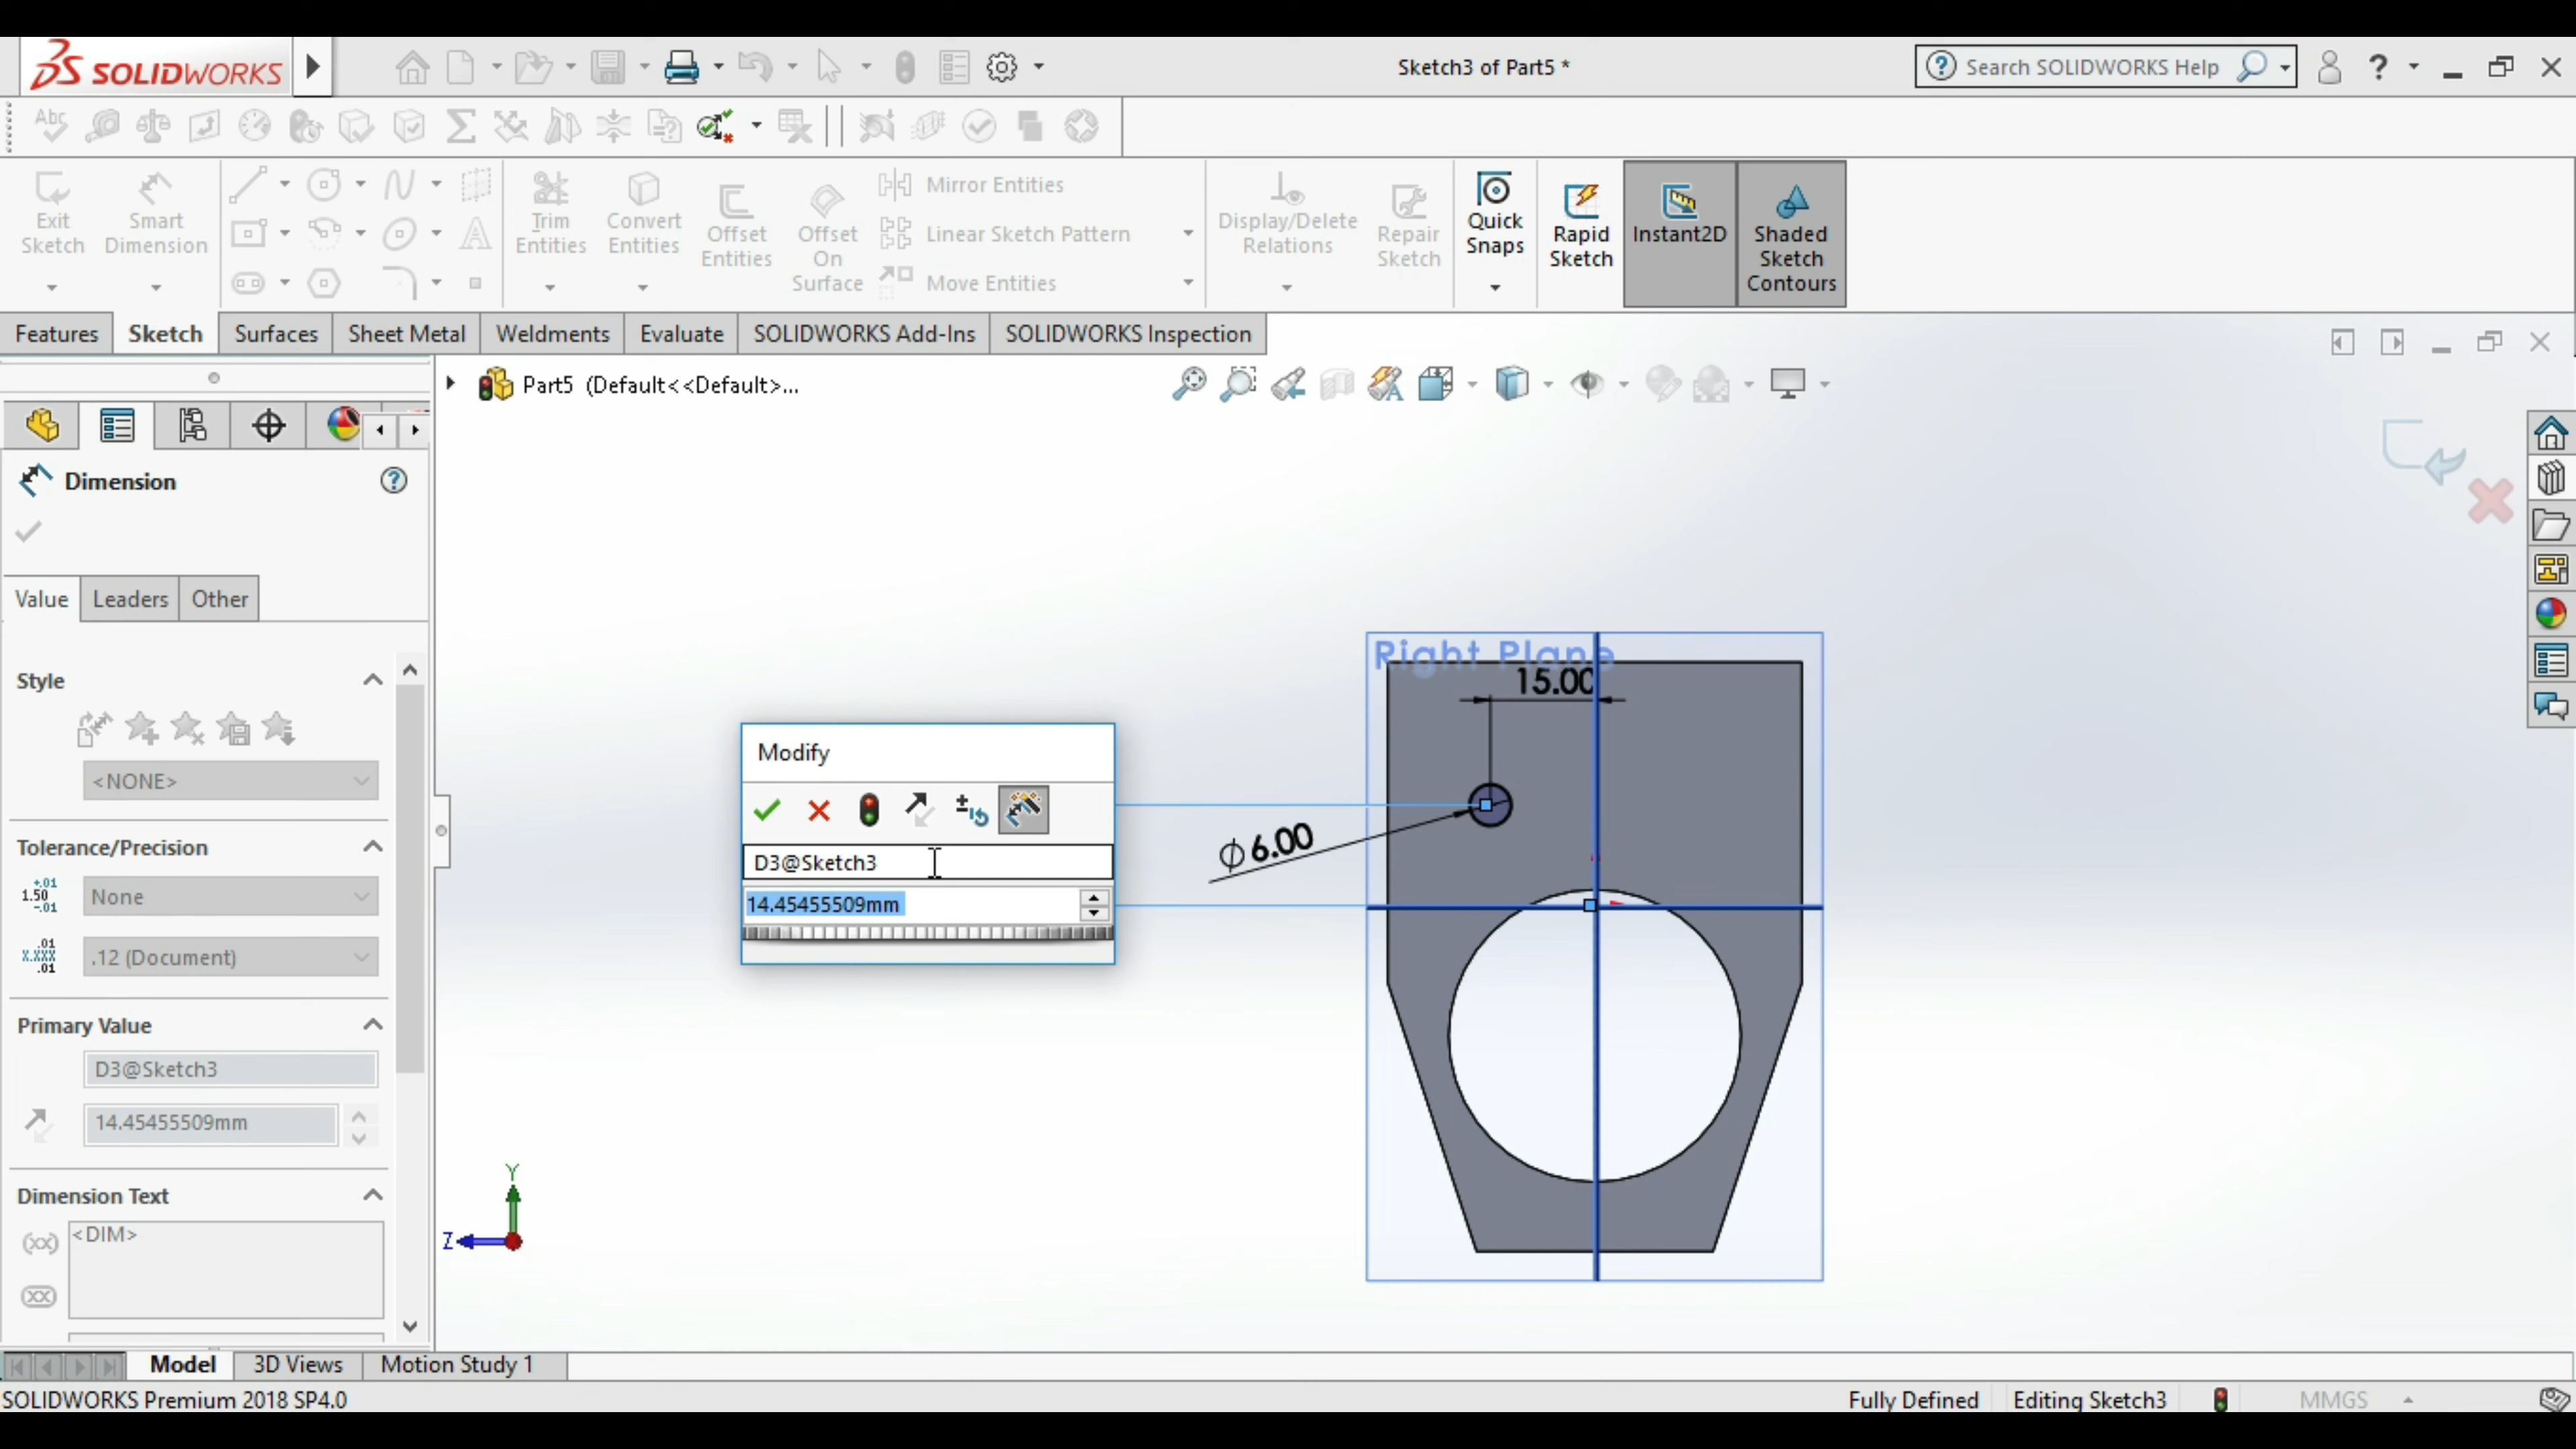 SOLIDWORKS
Sketch3 of Part5 *
Search SOLIDWORKS Help
?
Abc
Exit Sketch
Smart Dimension
Trim Entities
Convert Entities
Offset Entities
Offset On Surface
Mirror Entities
Linear Sketch Pattern
Move Entities
Display/Delete Relations
Repair Sketch
Quick Snaps
Rapid Sketch
Instant2D
Shaded Sketch Contours
Features
Sketch
Surfaces
Sheet Metal
Weldments
Evaluate
SOLIDWORKS Add-Ins
SOLIDWORKS Inspection
Part5 (Default<<Default>...
Dimension
Value
Leaders
Other
Style
<NONE>
Tolerance/Precision
None
.12 (Document)
Primary Value
D3@Sketch3
14.45455509mm
Dimension Text
<DIM>
Modify
D3@Sketch3
14.45455509mm
Right Plane
15.00
∅6.00
Y
Z
Model
3D Views
Motion Study 1
SOLIDWORKS Premium 2018 SP4.0
Fully Defined
Editing Sketch3
MMGS